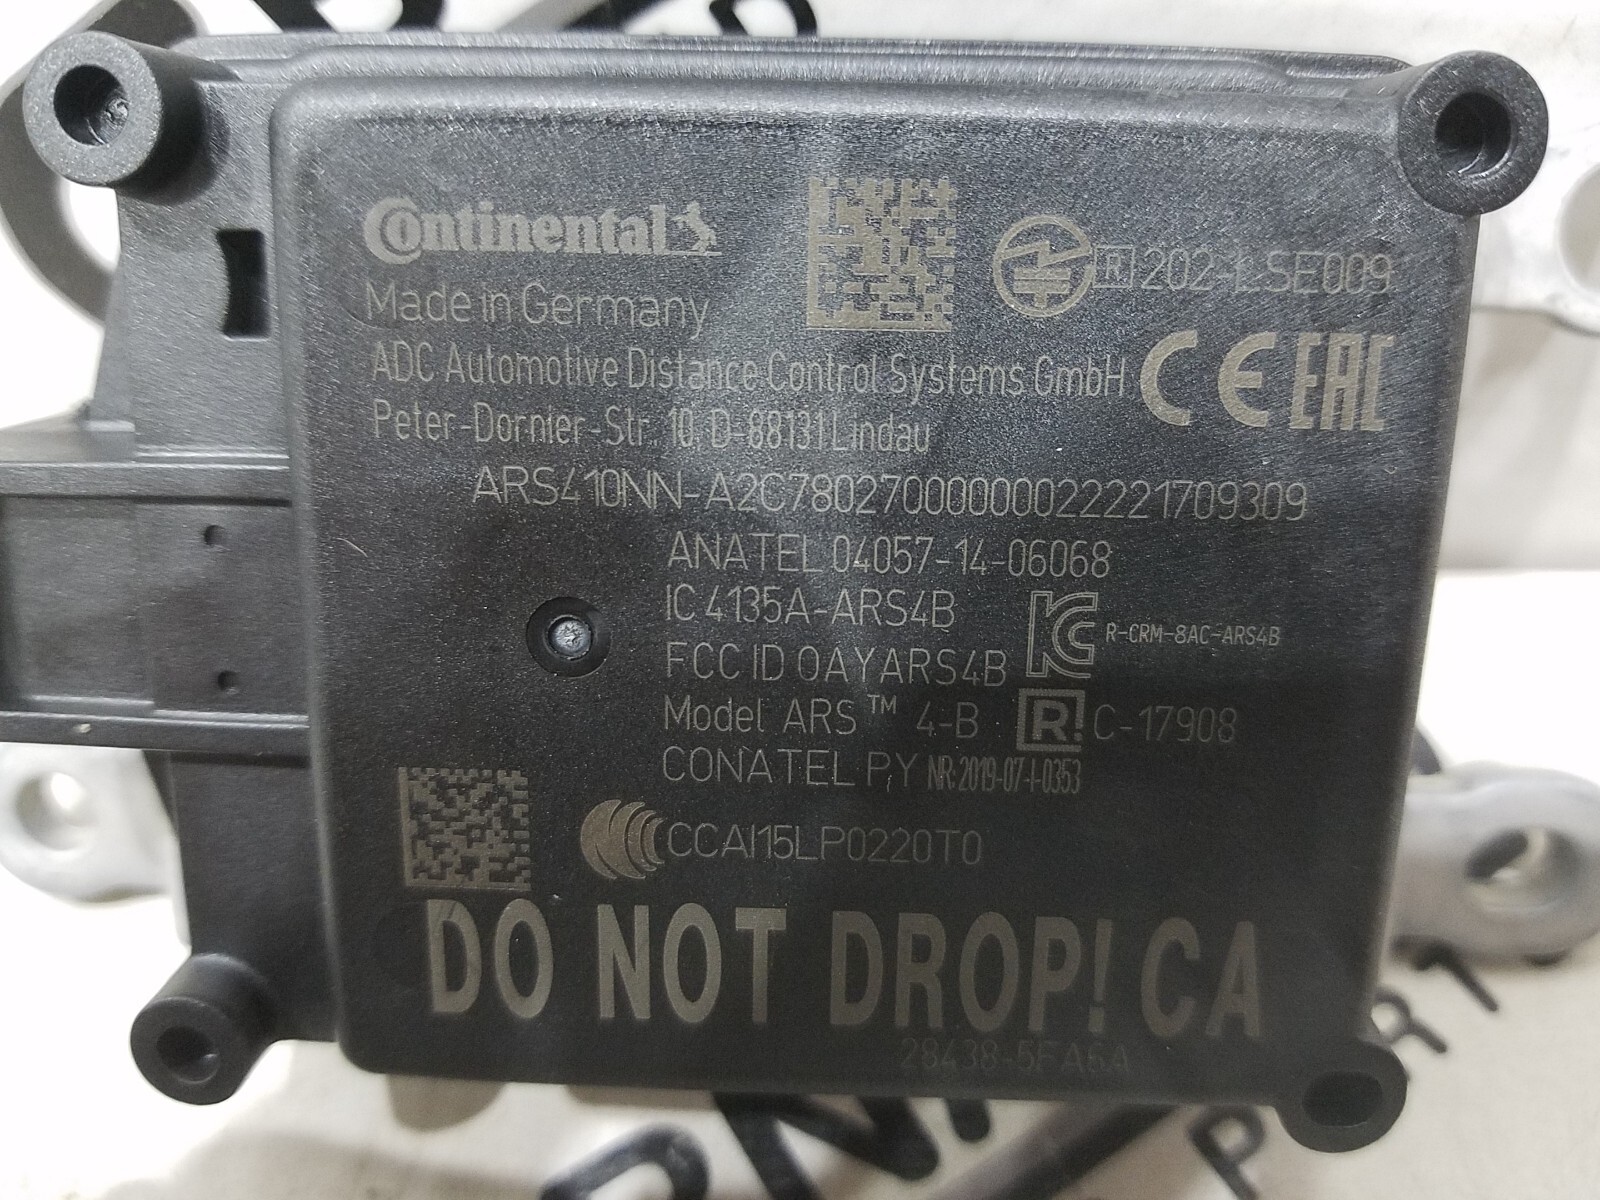 Continental
R 202-LSE009
Made in Germany
ADC Automotive Distance Control Systems GmbH
CE EAC
Peter-Dornier-Str. 10, D-88131 Lindau
ARS410NN-A2C78027000000022221709309
ANATEL 04057-14-06068
IC 4135A-ARS4B
R-CRM-8AC-ARS4B
FCC ID OAYARS4B
Model ARS™ 4-B
R C-17908
CONATEL PY NR: 2019-07-I-0353
CCAI15LP0220T0
DO NOT DROP! CA
28438-5FA6A